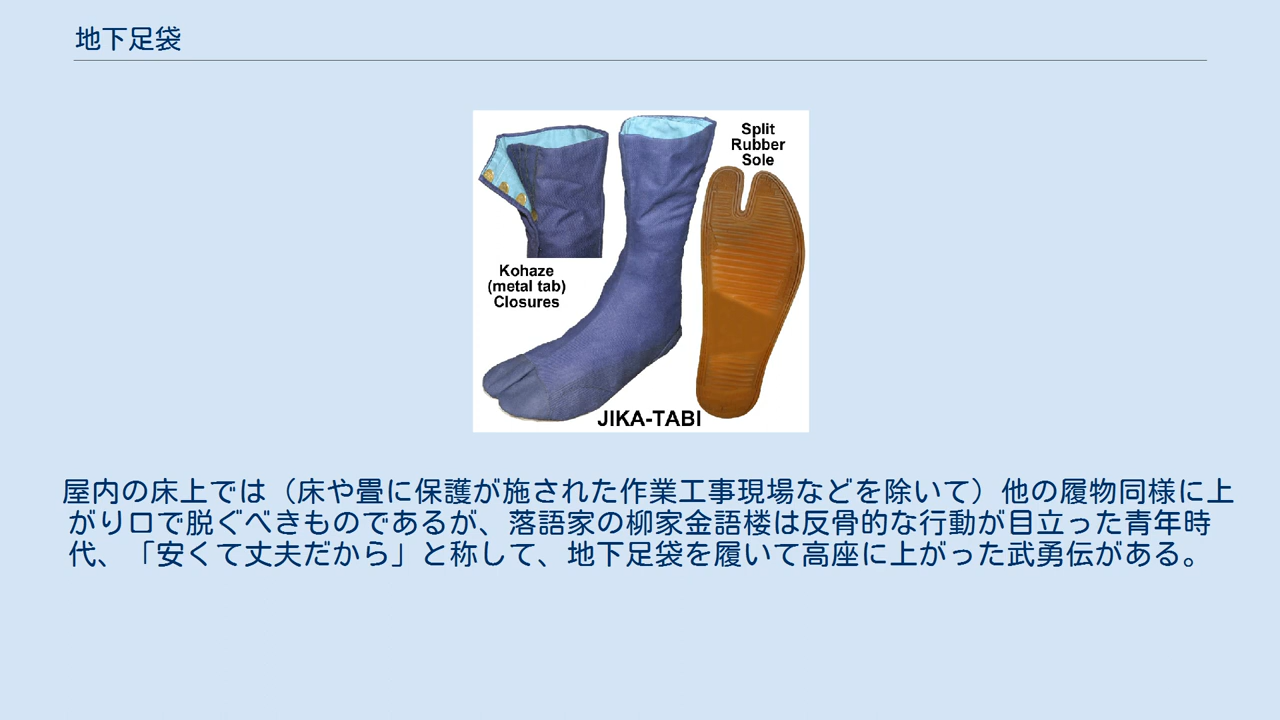 地下足袋
Split
Rubber
Sole
Kohaze
(metal tab)
Closures
JIKA-TABI
屋内の床上では（床や畳に保護が施された作業工事現場などを除いて）他の履物同様に上
がり口で脱ぐべきものであるが、落語家の柳家金語楼は反骨的な行動が目立った青年時
代、「安くて丈夫だから」と称して、地下足袋を履いて高座に上がった武勇伝がある。